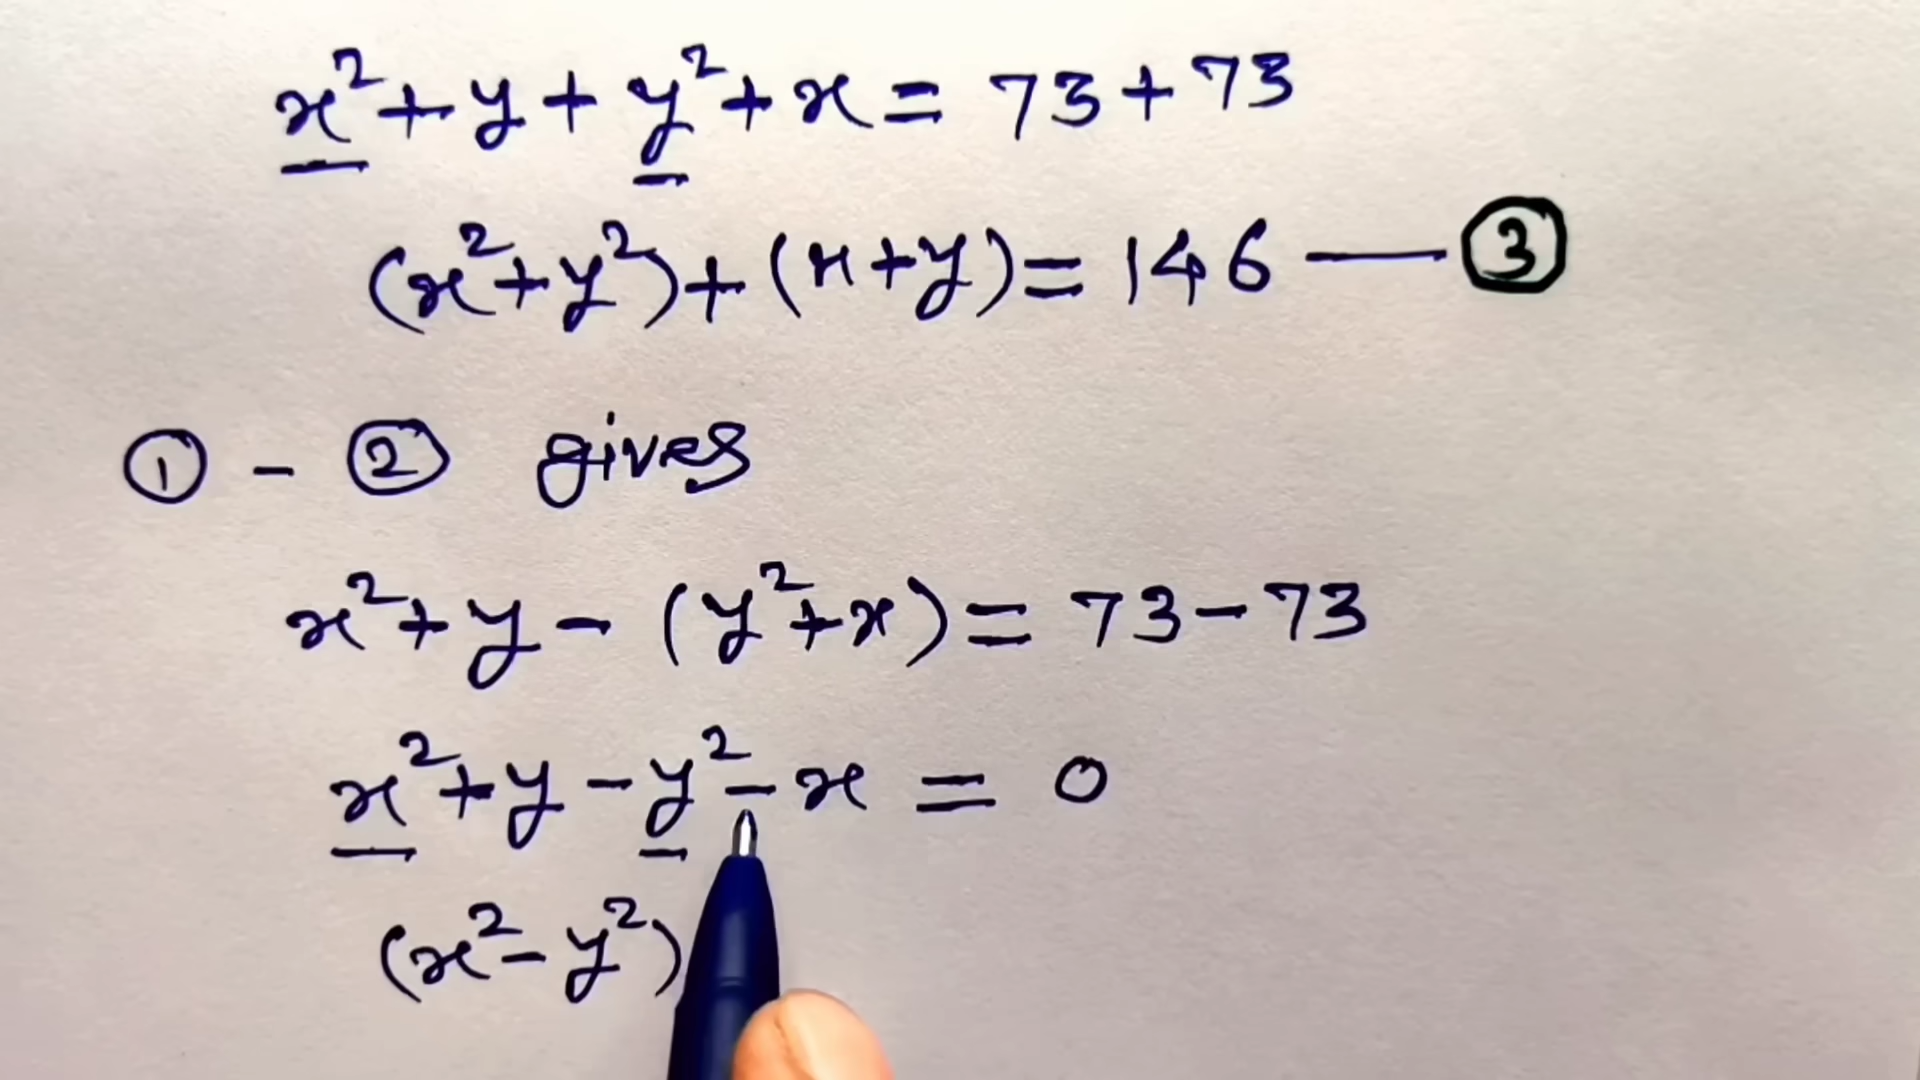 x² + y + y² + x = 73 + 73
(x² + y²) + (x + y) = 146 — ③
① - ② gives
x² + y - (y² + x) = 73 - 73
x² + y - y² - x = 0
(x² - y²)